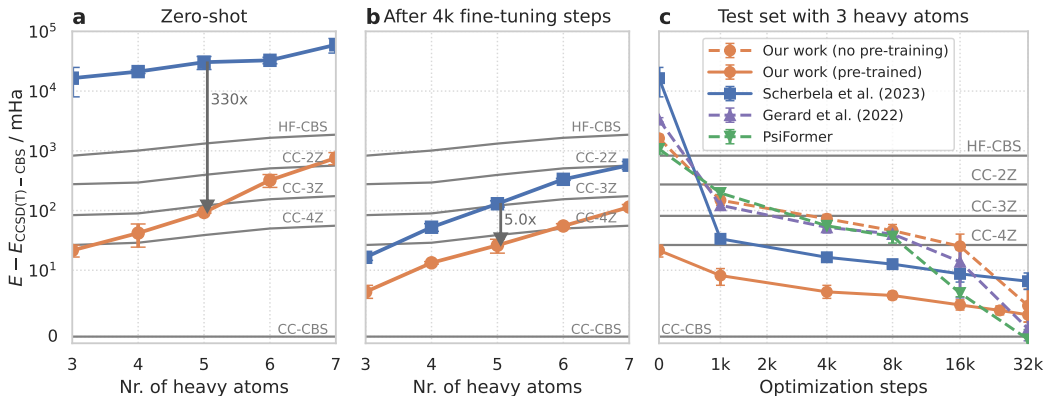 a Zero-shot
10⁵
10⁴
10³
10²
10¹
0
E − E_CCSD(T)−CBS / mHa
330x
HF-CBS
CC-2Z
CC-3Z
CC-4Z
CC-CBS
3 4 5 6 7
Nr. of heavy atoms
b After 4k fine-tuning steps
5.0x
HF-CBS
CC-2Z
CC-3Z
CC-4Z
CC-CBS
3 4 5 6 7
Nr. of heavy atoms
c Test set with 3 heavy atoms
Our work (no pre-training)
Our work (pre-trained)
Scherbela et al. (2023)
Gerard et al. (2022)
PsiFormer
HF-CBS
CC-2Z
CC-3Z
CC-4Z
CC-CBS
0 1k 2k 4k 8k 16k 32k
Optimization steps